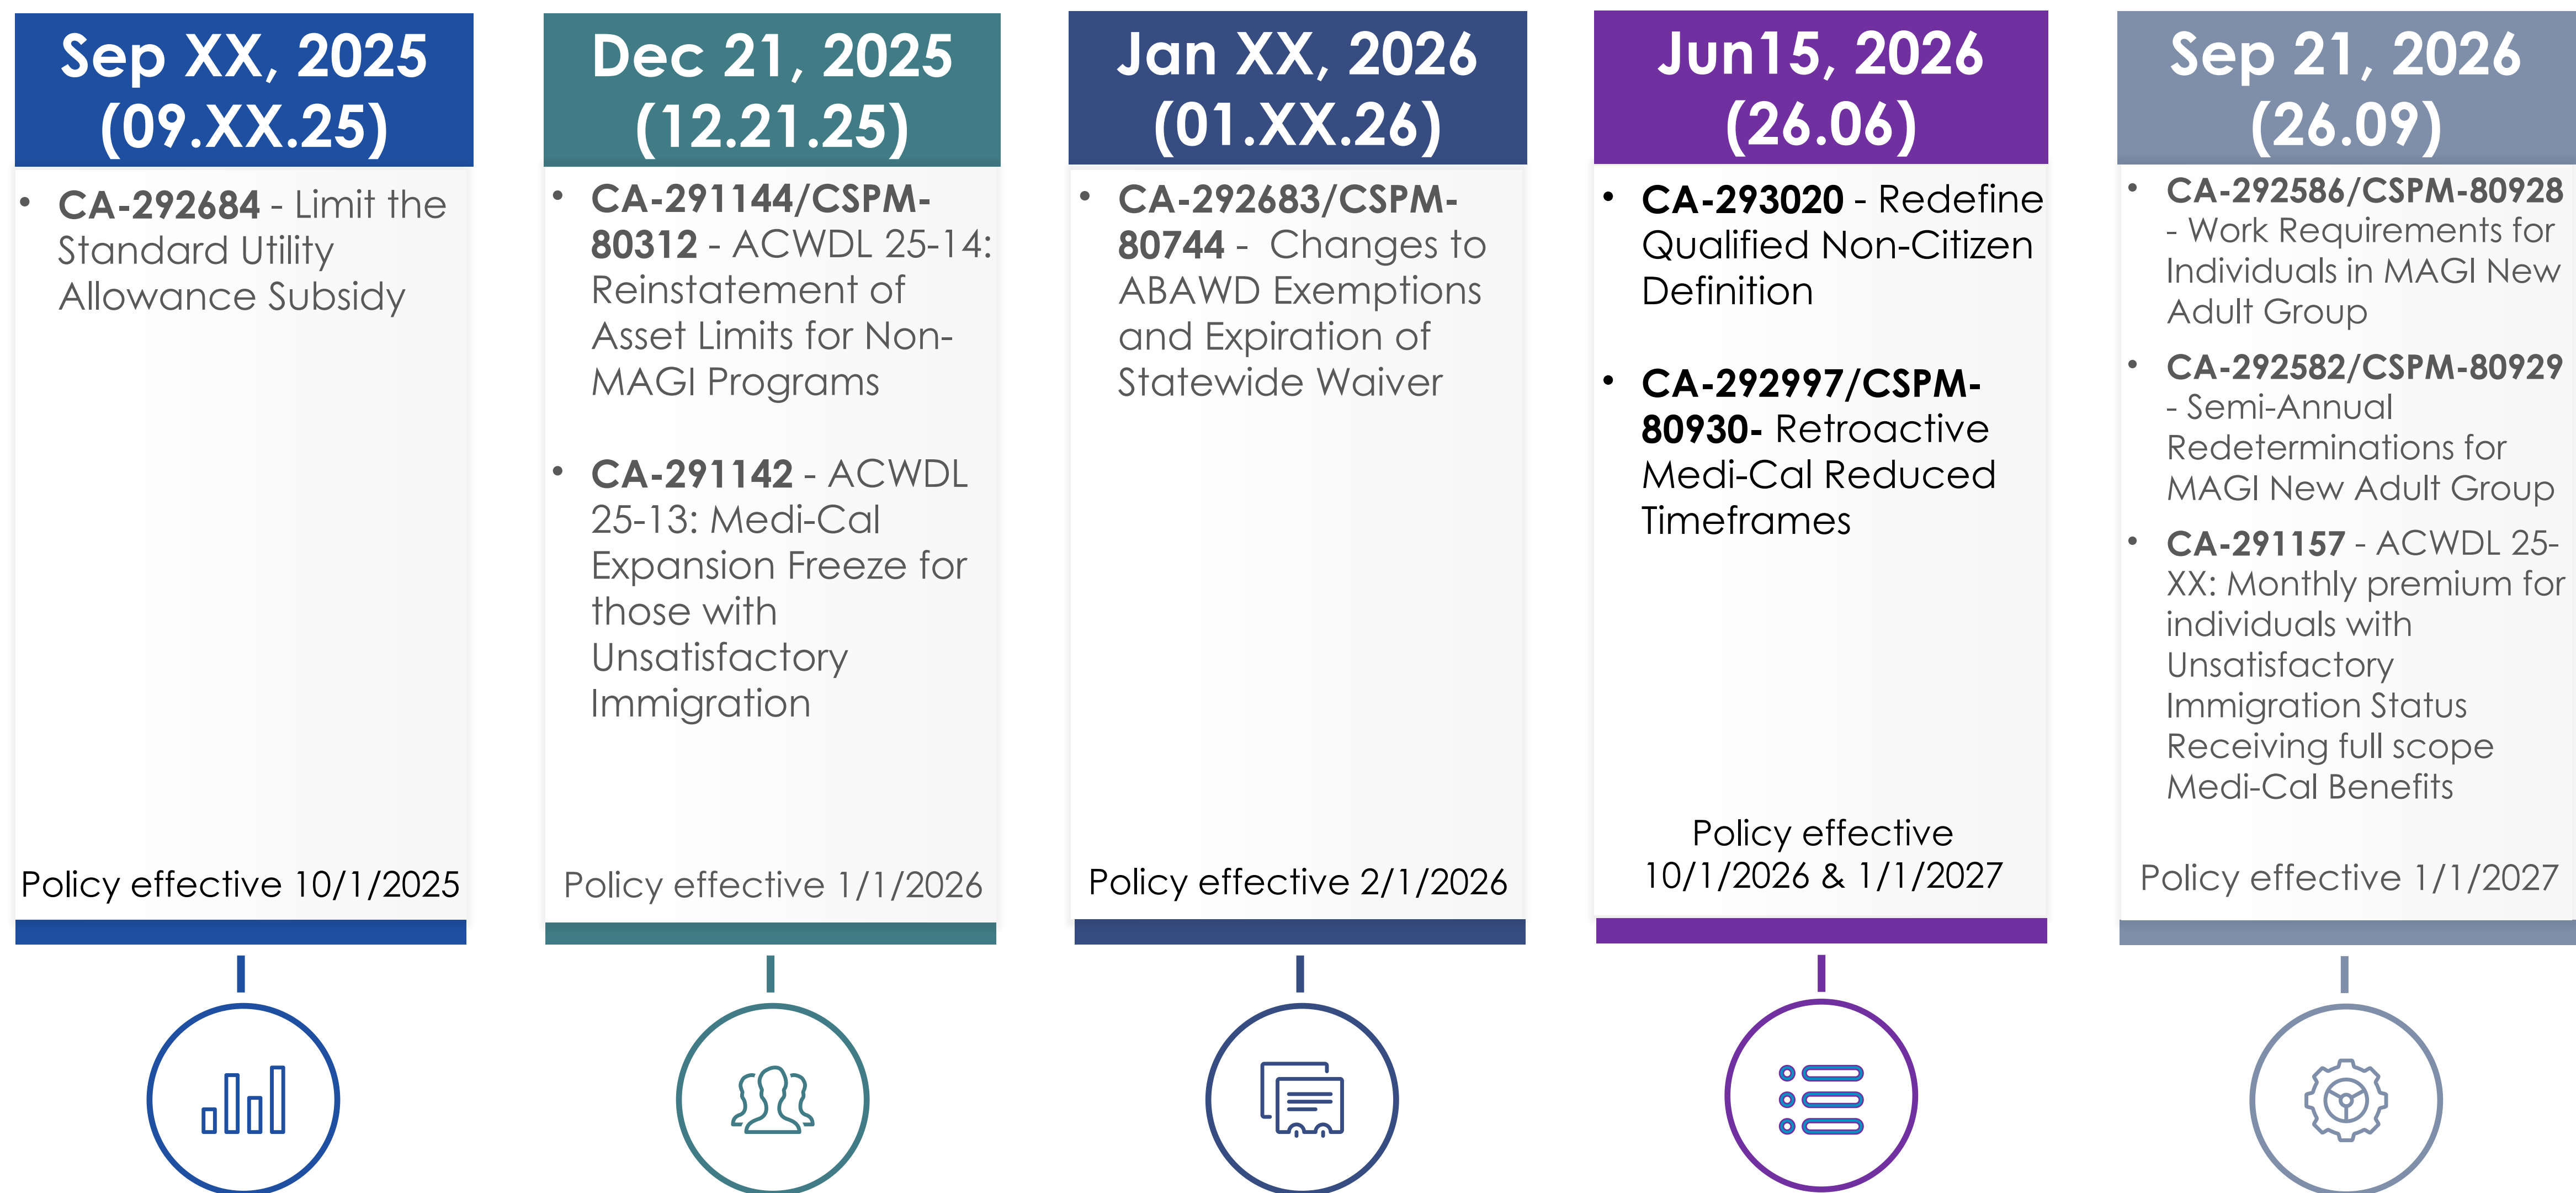 Sep XX, 2025
(09.XX.25)
• CA-292684 - Limit the
Standard Utility
Allowance Subsidy
Policy effective 10/1/2025
Dec 21, 2025
(12.21.25)
• CA-291144/CSPM-
80312 - ACWDL 25-14:
Reinstatement of
Asset Limits for Non-
MAGI Programs
• CA-291142 - ACWDL
25-13: Medi-Cal
Expansion Freeze for
those with
Unsatisfactory
Immigration
Policy effective 1/1/2026
Jan XX, 2026
(01.XX.26)
• CA-292683/CSPM-
80744 - Changes to
ABAWD Exemptions
and Expiration of
Statewide Waiver
Policy effective 2/1/2026
Jun15, 2026
(26.06)
• CA-293020 - Redefine
Qualified Non-Citizen
Definition
• CA-292997/CSPM-
80930- Retroactive
Medi-Cal Reduced
Timeframes
Policy effective
10/1/2026 & 1/1/2027
Sep 21, 2026
(26.09)
• CA-292586/CSPM-80928
- Work Requirements for
Individuals in MAGI New
Adult Group
• CA-292582/CSPM-80929
- Semi-Annual
Redeterminations for
MAGI New Adult Group
• CA-291157 - ACWDL 25-
XX: Monthly premium for
individuals with
Unsatisfactory
Immigration Status
Receiving full scope
Medi-Cal Benefits
Policy effective 1/1/2027